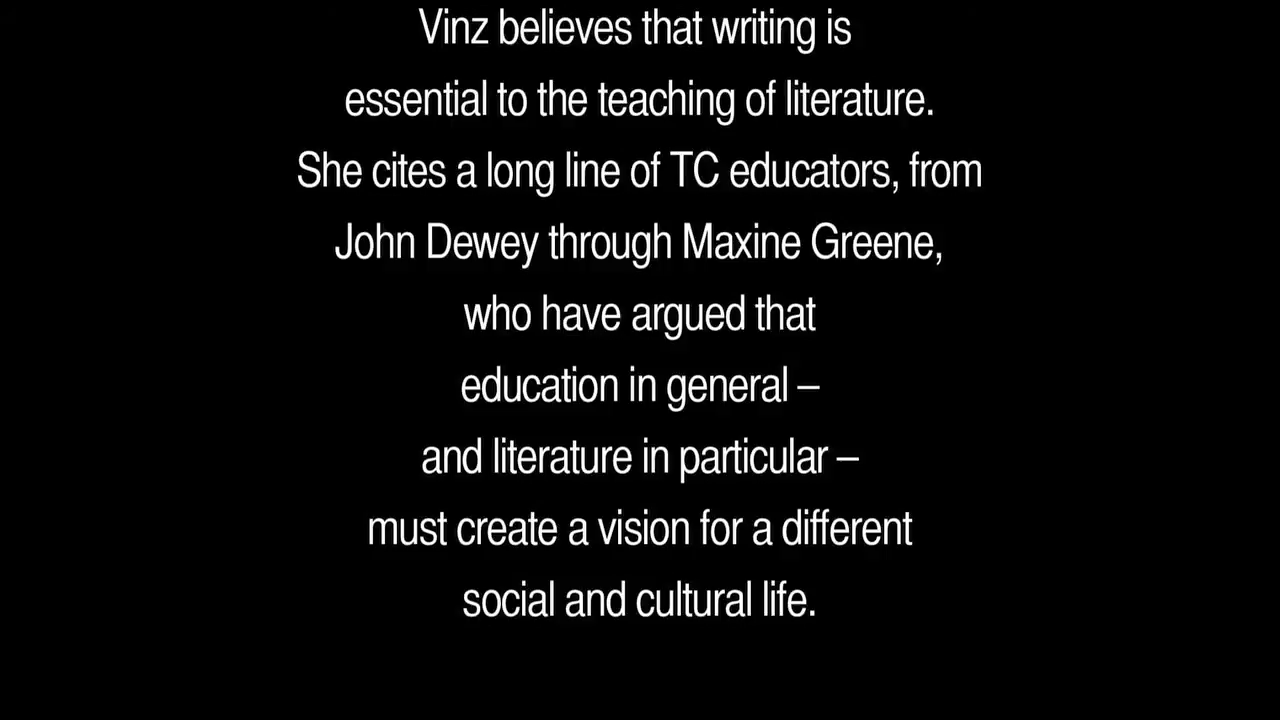 Vinz believes that writing is
essential to the teaching of literature.
She cites a long line of TC educators, from
John Dewey through Maxine Greene,
who have argued that
education in general –
and literature in particular –
must create a vision for a different
social and cultural life.